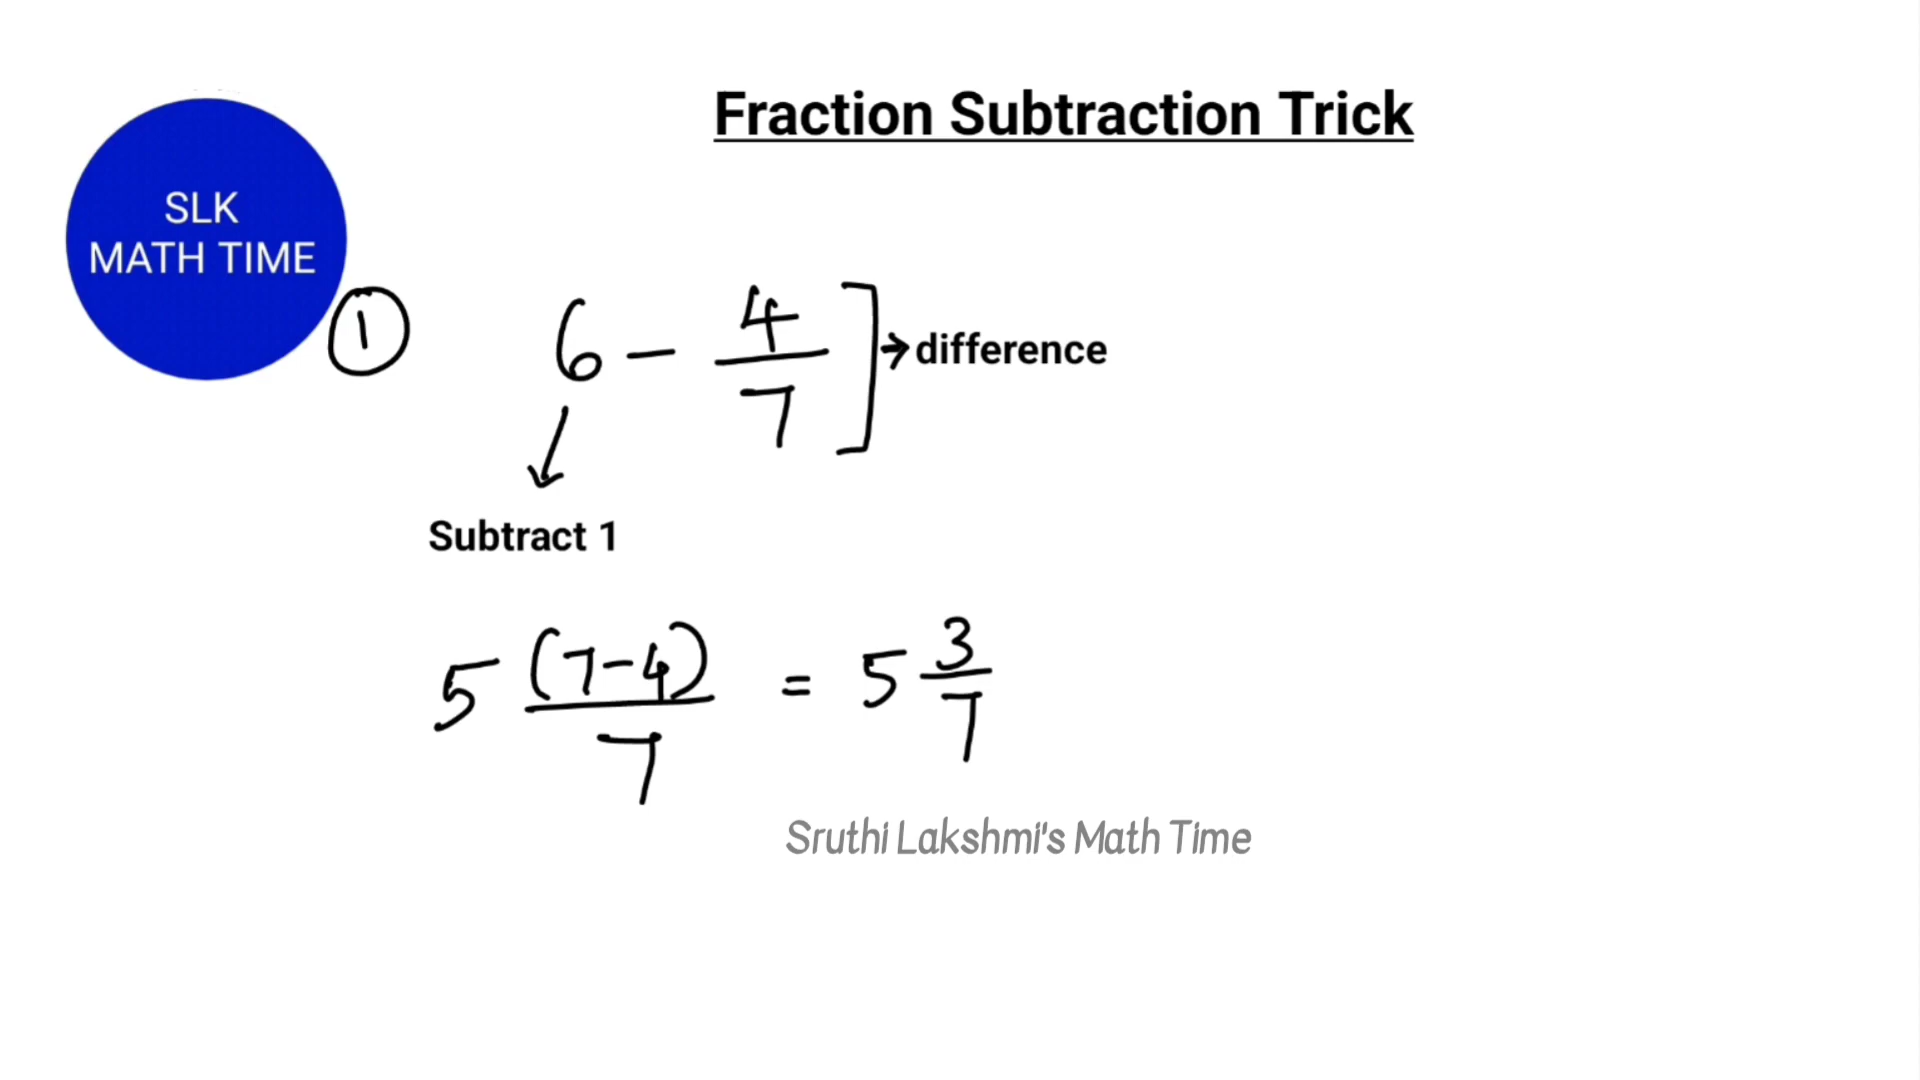 Fraction Subtraction Trick
SLK
MATH TIME
① 6 - 4/7 ] → difference
Subtract 1
5 (7-4)/7 = 5 3/7
Sruthi Lakshmi's Math Time